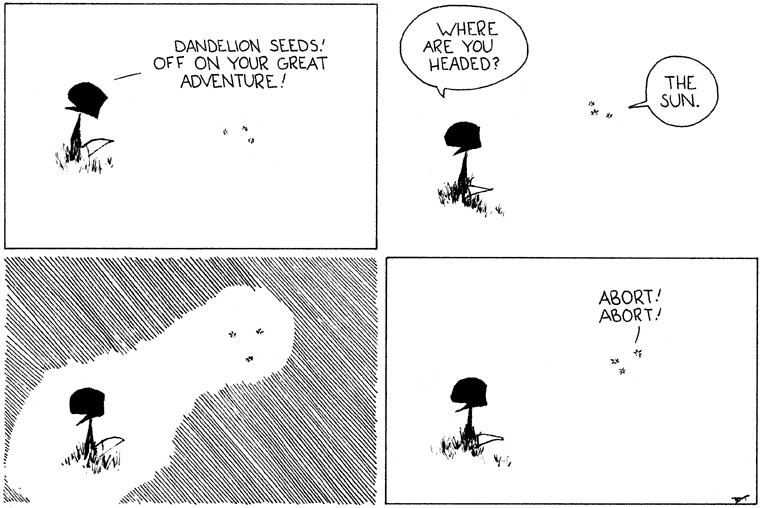 DANDELION SEEDS!
OFF ON YOUR GREAT
ADVENTURE!
WHERE
ARE YOU
HEADED?
THE
SUN.
ABORT!
ABORT!